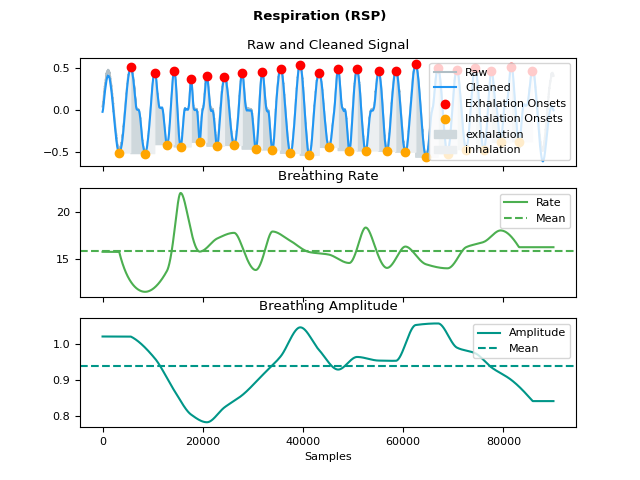 Respiration (RSP)
Raw and Cleaned Signal
0.5
0.0
−0.5
Raw
Cleaned
Exhalation Onsets
Inhalation Onsets
exhalation
inhalation
Breathing Rate
20
15
Rate
Mean
Breathing Amplitude
1.0
0.9
0.8
Amplitude
Mean
0 20000 40000 60000 80000
Samples